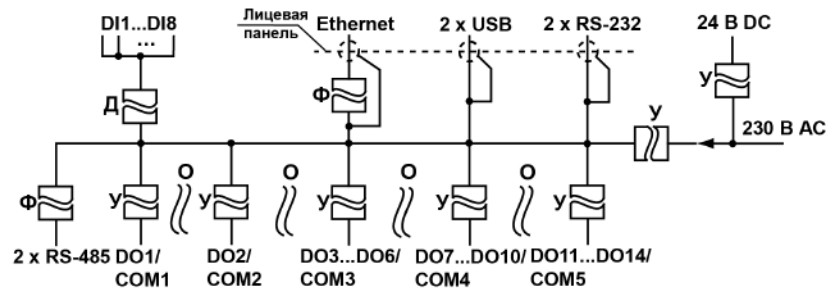 Лицевая
панель
DI1...DI8
...
Ethernet
2 x USB
2 x RS-232
24 В DC
Д
Ф
У
У
230 В AC
О
О
О
О
Ф
У
У
У
У
У
2 x RS-485
DO1/
COM1
DO2/
COM2
DO3...DO6/
COM3
DO7...DO10/
COM4
DO11...DO14/
COM5